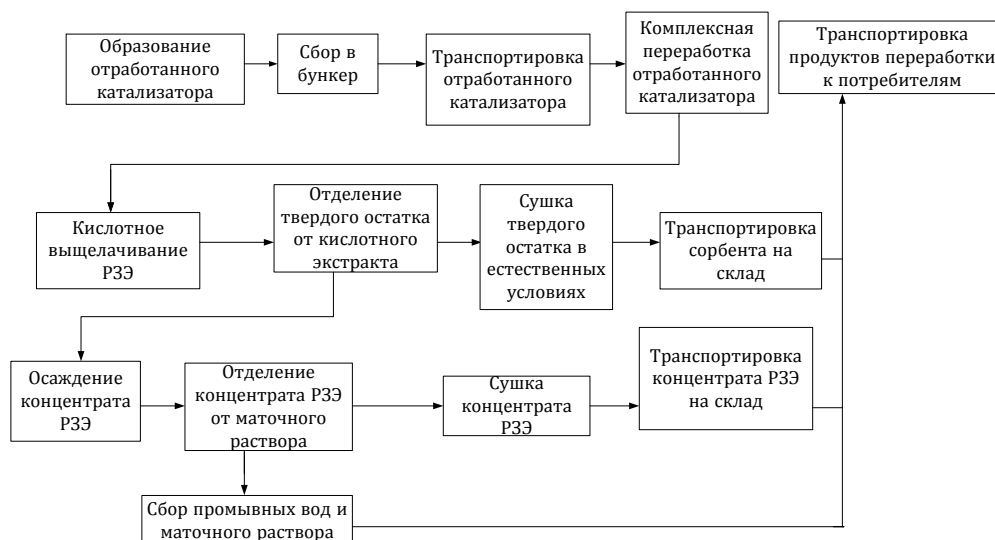 Образование
отработанного
катализатора
Сбор в
бункер
Транспортировка
отработанного
катализатора
Комплексная
переработка
отработанного
катализатора
Транспортировка
продуктов переработки
к потребителям
Кислотное
выщелачивание
РЗЭ
Отделение
твердого остатка
от кислотного
экстракта
Сушка
твердого
остатка в
естественных
условиях
Транспортировка
сорбента на
склад
Осаждение
концентрата
РЗЭ
Отделение
концентрата РЗЭ
от маточного
раствора
Сушка
концентрата
РЗЭ
Транспортировка
концентрата РЗЭ
на склад
Сбор промывных вод и
маточного раствора